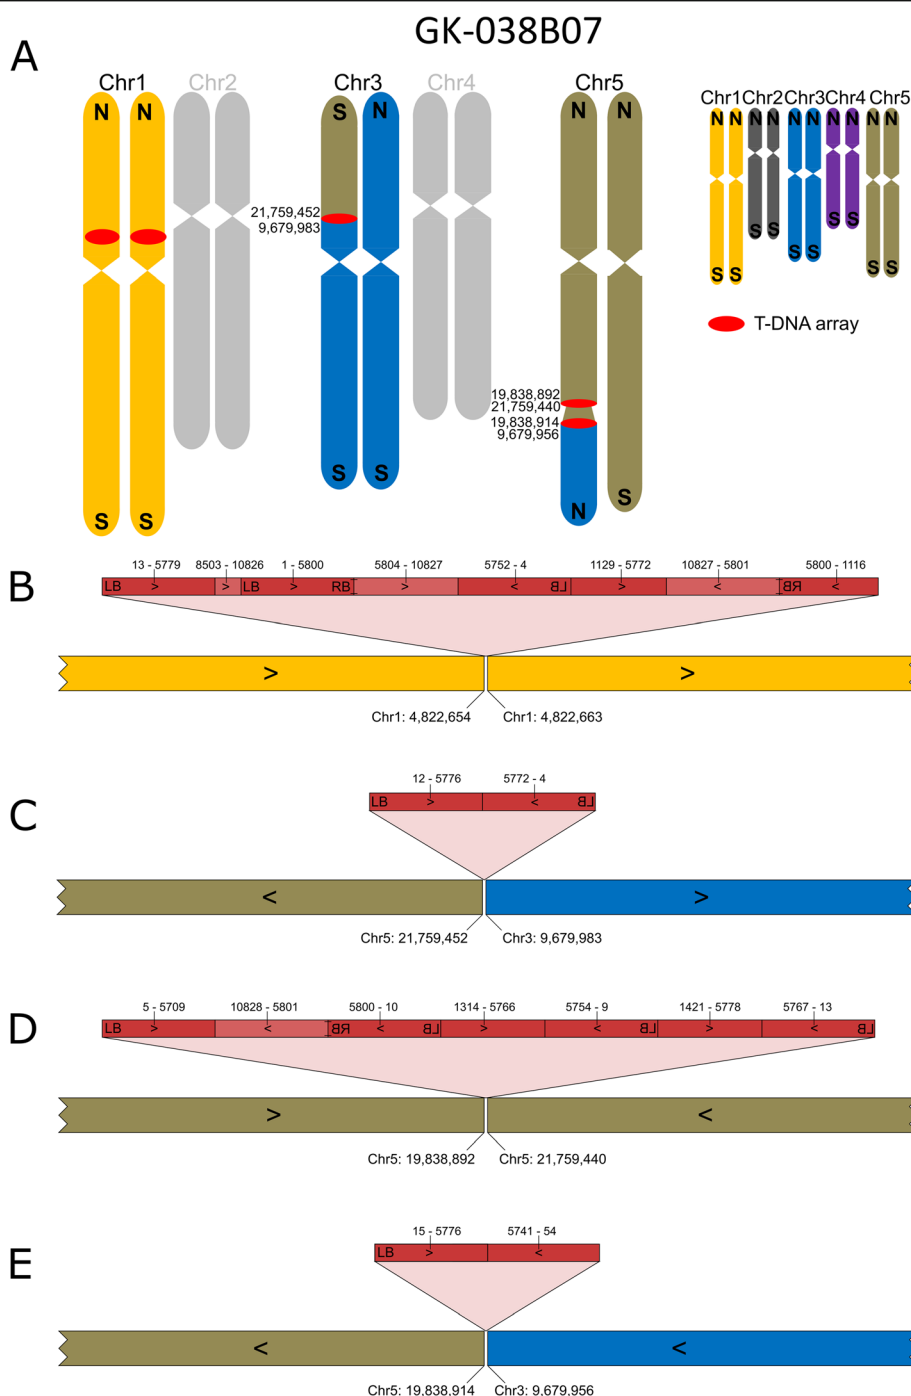 GK-038B07
A
Chr1 Chr2 Chr3 Chr4 Chr5
N N S N N N
21,759,452
9,679,983
19,838,892
21,759,440
19,838,914
9,679,956
S S S S N S
Chr1 Chr2 Chr3 Chr4 Chr5
N N N N N N N N N N
S S S S S S S S S S
T-DNA array
B
13 - 5779 8503 - 10826 1 - 5800 5804 - 10827 5752 - 4 1129 - 5772 10827 - 5801 5800 - 1116
LB > > LB > RB > < LB > < RB <
> >
Chr1: 4,822,654 Chr1: 4,822,663
C
12 - 5776 5772 - 4
LB > < LB
< >
Chr5: 21,759,452 Chr3: 9,679,983
D
5 - 5709 10828 - 5801 5800 - 10 1314 - 5766 5754 - 9 1421 - 5778 5767 - 13
LB > < RB < LB > < LB > < LB
> <
Chr5: 19,838,892 Chr5: 21,759,440
E
15 - 5776 5741 - 54
LB > <
< <
Chr5: 19.838,914 Chr3: 9.679,956